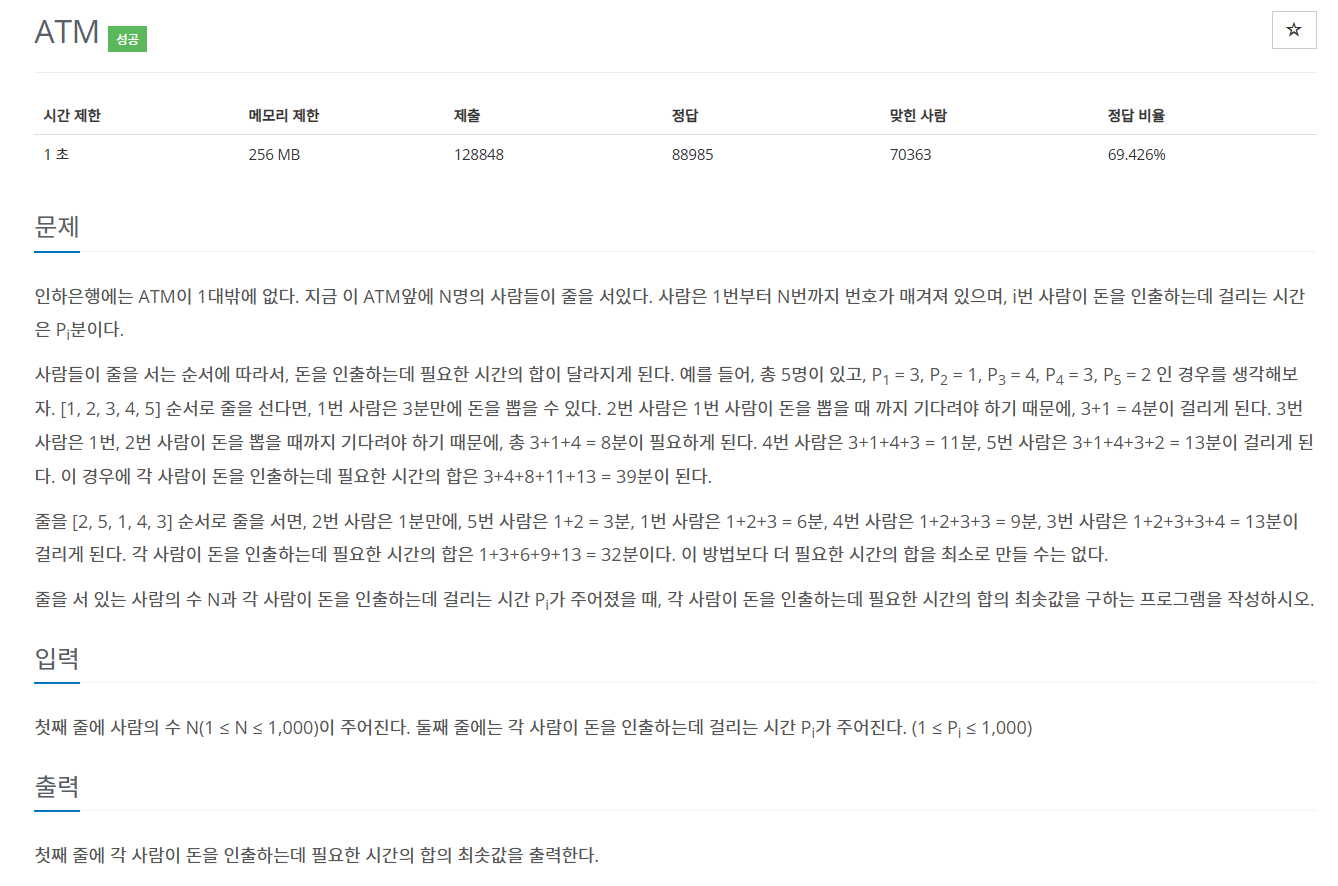 ATM 성공
☆
시간 제한 메모리 제한 제출 정답 맞힌 사람 정답 비율
1 초 256 MB 128848 88985 70363 69.426%
문제
인하은행에는 ATM이 1대밖에 없다. 지금 이 ATM앞에 N명의 사람들이 줄을 서있다. 사람은 1번부터 N번까지 번호가 매겨져 있으며, i번 사람이 돈을 인출하는데 걸리는 시간
은 Pi분이다.
사람들이 줄을 서는 순서에 따라서, 돈을 인출하는데 필요한 시간의 합이 달라지게 된다. 예를 들어, 총 5명이 있고, P1 = 3, P2 = 1, P3 = 4, P4 = 3, P5 = 2 인 경우를 생각해보
자. [1, 2, 3, 4, 5] 순서로 줄을 선다면, 1번 사람은 3분만에 돈을 뽑을 수 있다. 2번 사람은 1번 사람이 돈을 뽑을 때 까지 기다려야 하기 때문에, 3+1 = 4분이 걸리게 된다. 3번
사람은 1번, 2번 사람이 돈을 뽑을 때까지 기다려야 하기 때문에, 총 3+1+4 = 8분이 필요하게 된다. 4번 사람은 3+1+4+3 = 11분, 5번 사람은 3+1+4+3+2 = 13분이 걸리게 된
다. 이 경우에 각 사람이 돈을 인출하는데 필요한 시간의 합은 3+4+8+11+13 = 39분이 된다.
줄을 [2, 5, 1, 4, 3] 순서로 줄을 서면, 2번 사람은 1분만에, 5번 사람은 1+2 = 3분, 1번 사람은 1+2+3 = 6분, 4번 사람은 1+2+3+3 = 9분, 3번 사람은 1+2+3+3+4 = 13분이
걸리게 된다. 각 사람이 돈을 인출하는데 필요한 시간의 합은 1+3+6+9+13 = 32분이다. 이 방법보다 더 필요한 시간의 합을 최소로 만들 수는 없다.
줄을 서 있는 사람의 수 N과 각 사람이 돈을 인출하는데 걸리는 시간 Pi가 주어졌을 때, 각 사람이 돈을 인출하는데 필요한 시간의 합의 최솟값을 구하는 프로그램을 작성하시오.
입력
첫째 줄에 사람의 수 N(1 ≤ N ≤ 1,000)이 주어진다. 둘째 줄에는 각 사람이 돈을 인출하는데 걸리는 시간 Pi가 주어진다. (1 ≤ Pi ≤ 1,000)
출력
첫째 줄에 각 사람이 돈을 인출하는데 필요한 시간의 합의 최솟값을 출력한다.